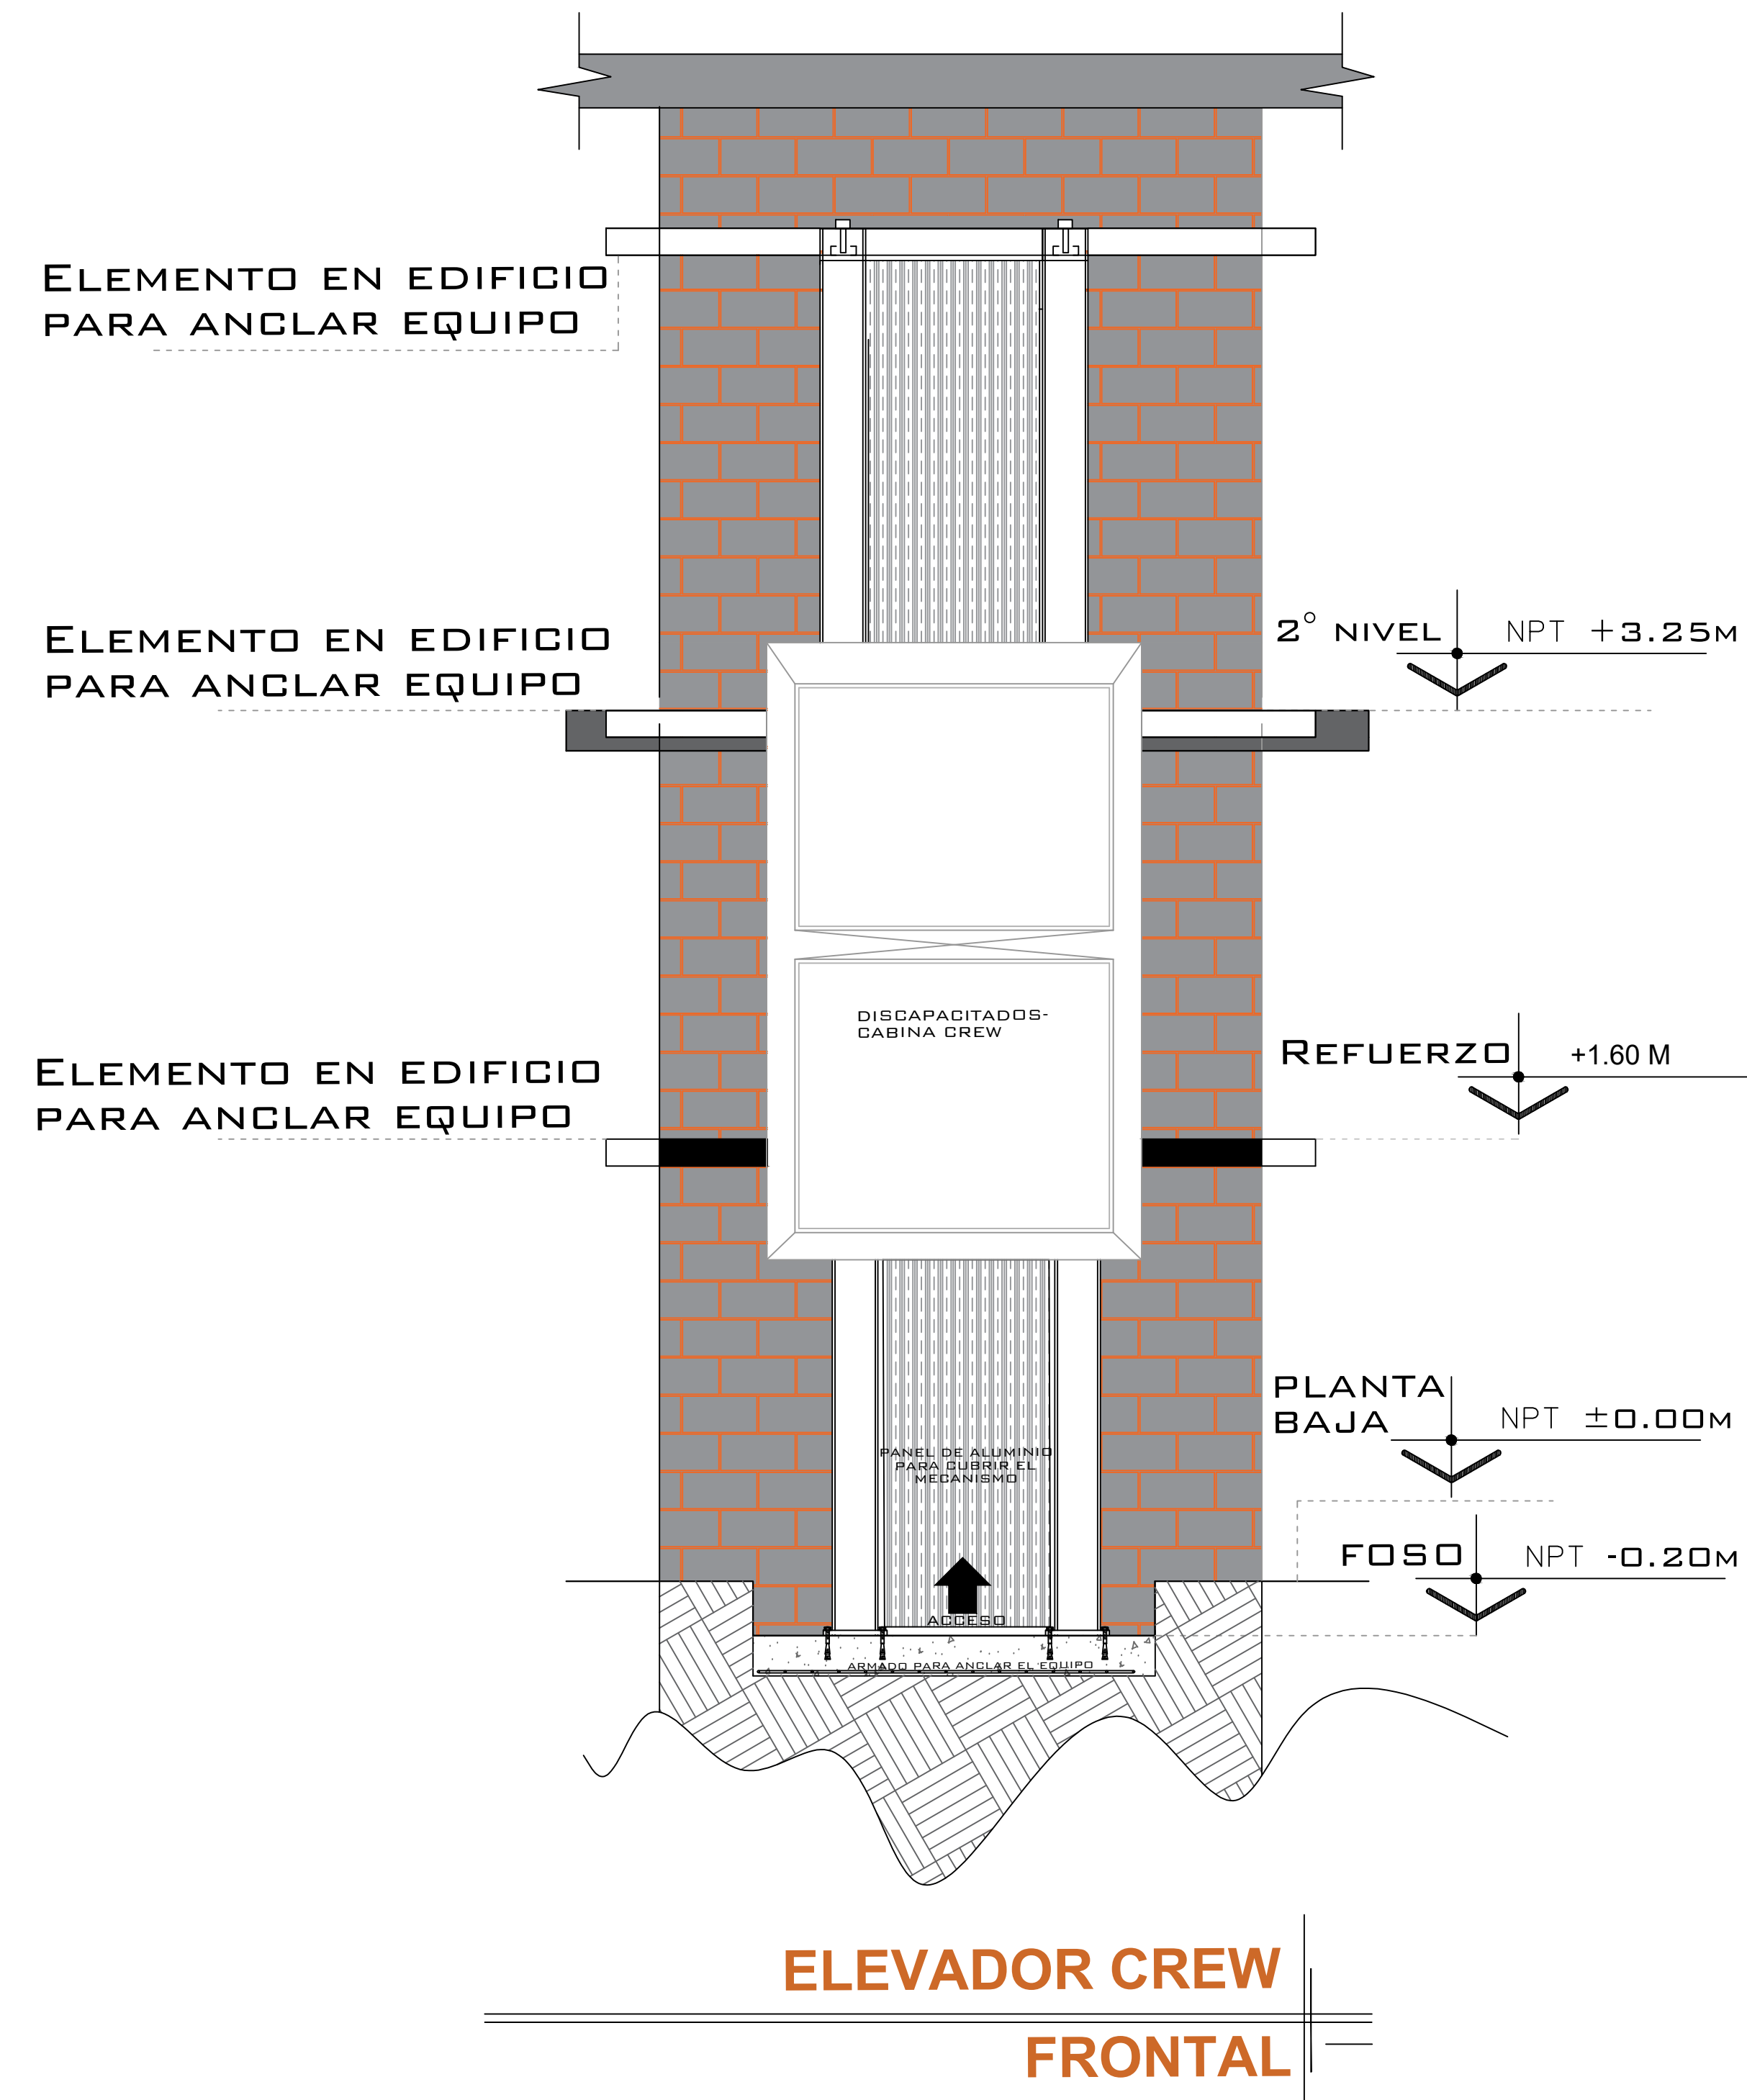 ELEMENTO EN EDIFICIO
PARA ANCLAR EQUIPO
ELEMENTO EN EDIFICIO
PARA ANCLAR EQUIPO
2° NIVEL NPT +3.25M
DISCAPACITADOS-
CABINA CREW
REFUERZO +1.60 M
ELEMENTO EN EDIFICIO
PARA ANCLAR EQUIPO
PLANTA
BAJA NPT ±0.00M
PANEL DE ALUMINIO
PARA CUBRIR EL
MECANISMO
FOSO NPT -0.20M
ACCESO
ARMADO PARA ANCLAR EL EQUIPO
ELEVADOR CREW
FRONTAL